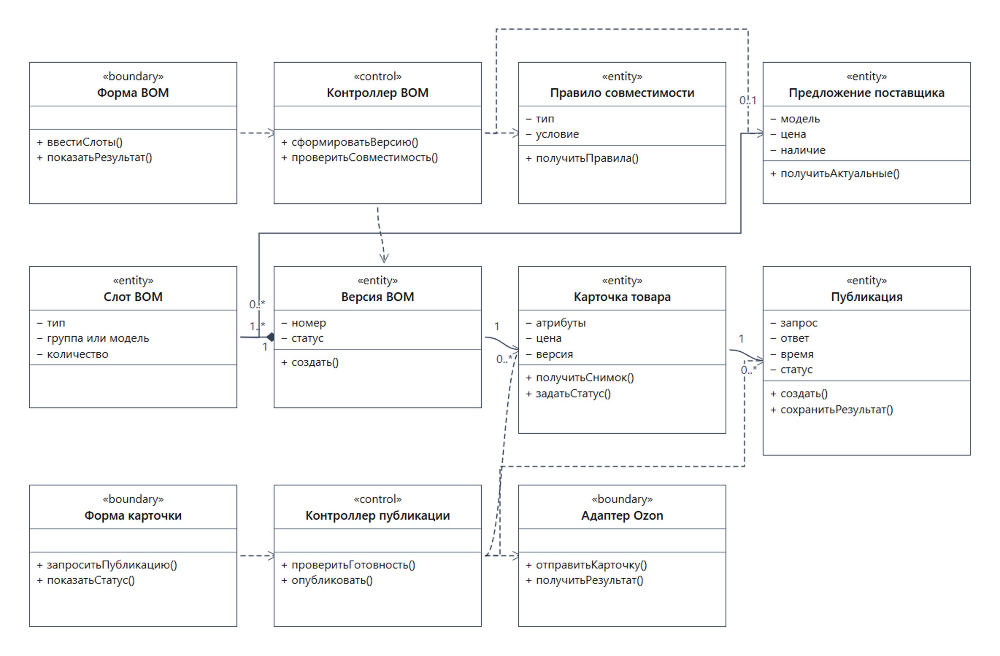 «boundary»
Форма BOM
+ ввестиСлоты()
+ показатьРезультат()
«control»
Контроллер BOM
+ сформироватьВерсию()
+ проверитьСовместимость()
«entity»
Правило совместимости
– тип
– условие
+ получитьПравила()
0..1
«entity»
Предложение поставщика
– модель
– цена
– наличие
+ получитьАктуальные()
«entity»
Слот BOM
– тип
– группа или модель
– количество
0..*
1..*
1
«entity»
Версия BOM
– номер
– статус
+ создать()
1
0..*
«entity»
Карточка товара
– атрибуты
– цена
– версия
+ получитьСнимок()
+ задатьСтатус()
1
0..*
«entity»
Публикация
– запрос
– ответ
– время
– статус
+ создать()
+ сохранитьРезультат()
«boundary»
Форма карточки
+ запроситьПубликацию()
+ показатьСтатус()
«control»
Контроллер публикации
+ проверитьГотовность()
+ опубликовать()
«boundary»
Адаптер Ozon
+ отправитьКарточку()
+ получитьРезультат()